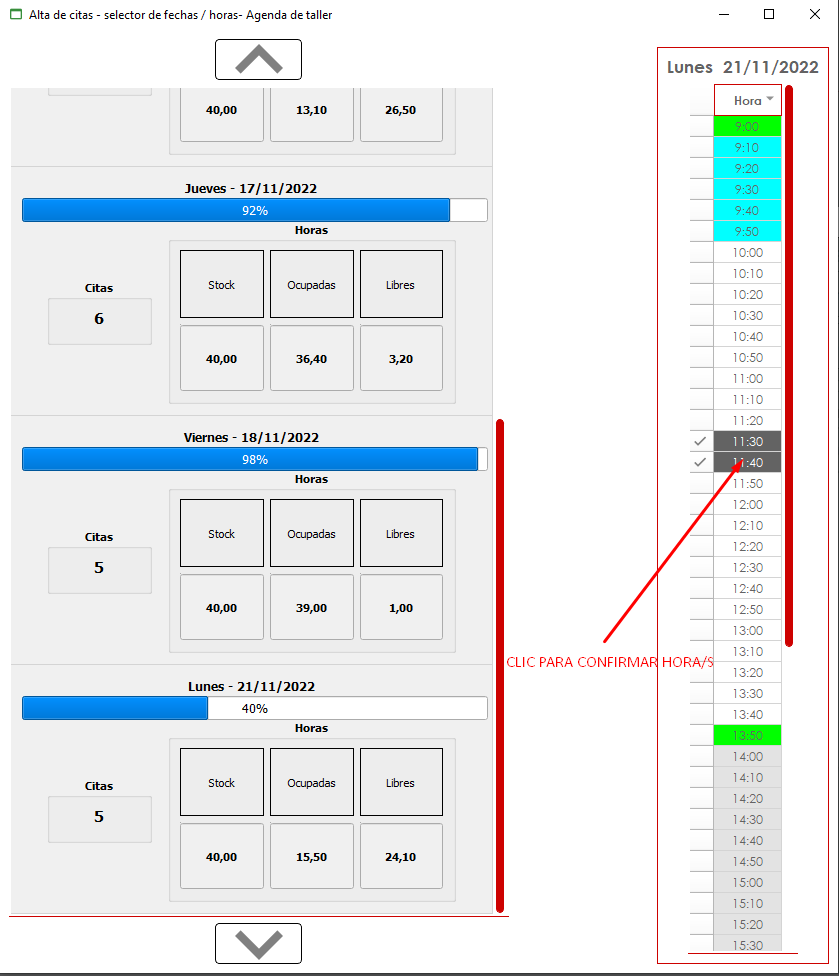 Alta de citas - selector de fechas / horas- Agenda de taller
40,00 13,10 26,50
Jueves - 17/11/2022
92%
Horas
Citas
6
Stock Ocupadas Libres
40,00 36,40 3,20
Viernes - 18/11/2022
98%
Horas
Citas
5
Stock Ocupadas Libres
40,00 39,00 1,00
Lunes - 21/11/2022
40%
Horas
Citas
5
Stock Ocupadas Libres
40,00 15,50 24,10
CLIC PARA CONFIRMAR HORA/S
Lunes 21/11/2022
Hora
9:00
9:10
9:20
9:30
9:40
9:50
10:00
10:10
10:20
10:30
10:40
10:50
11:00
11:10
11:20
11:30
11:40
11:50
12:00
12:10
12:20
12:30
12:40
12:50
13:00
13:10
13:20
13:30
13:40
13:50
14:00
14:10
14:20
14:30
14:40
14:50
15:00
15:10
15:20
15:30